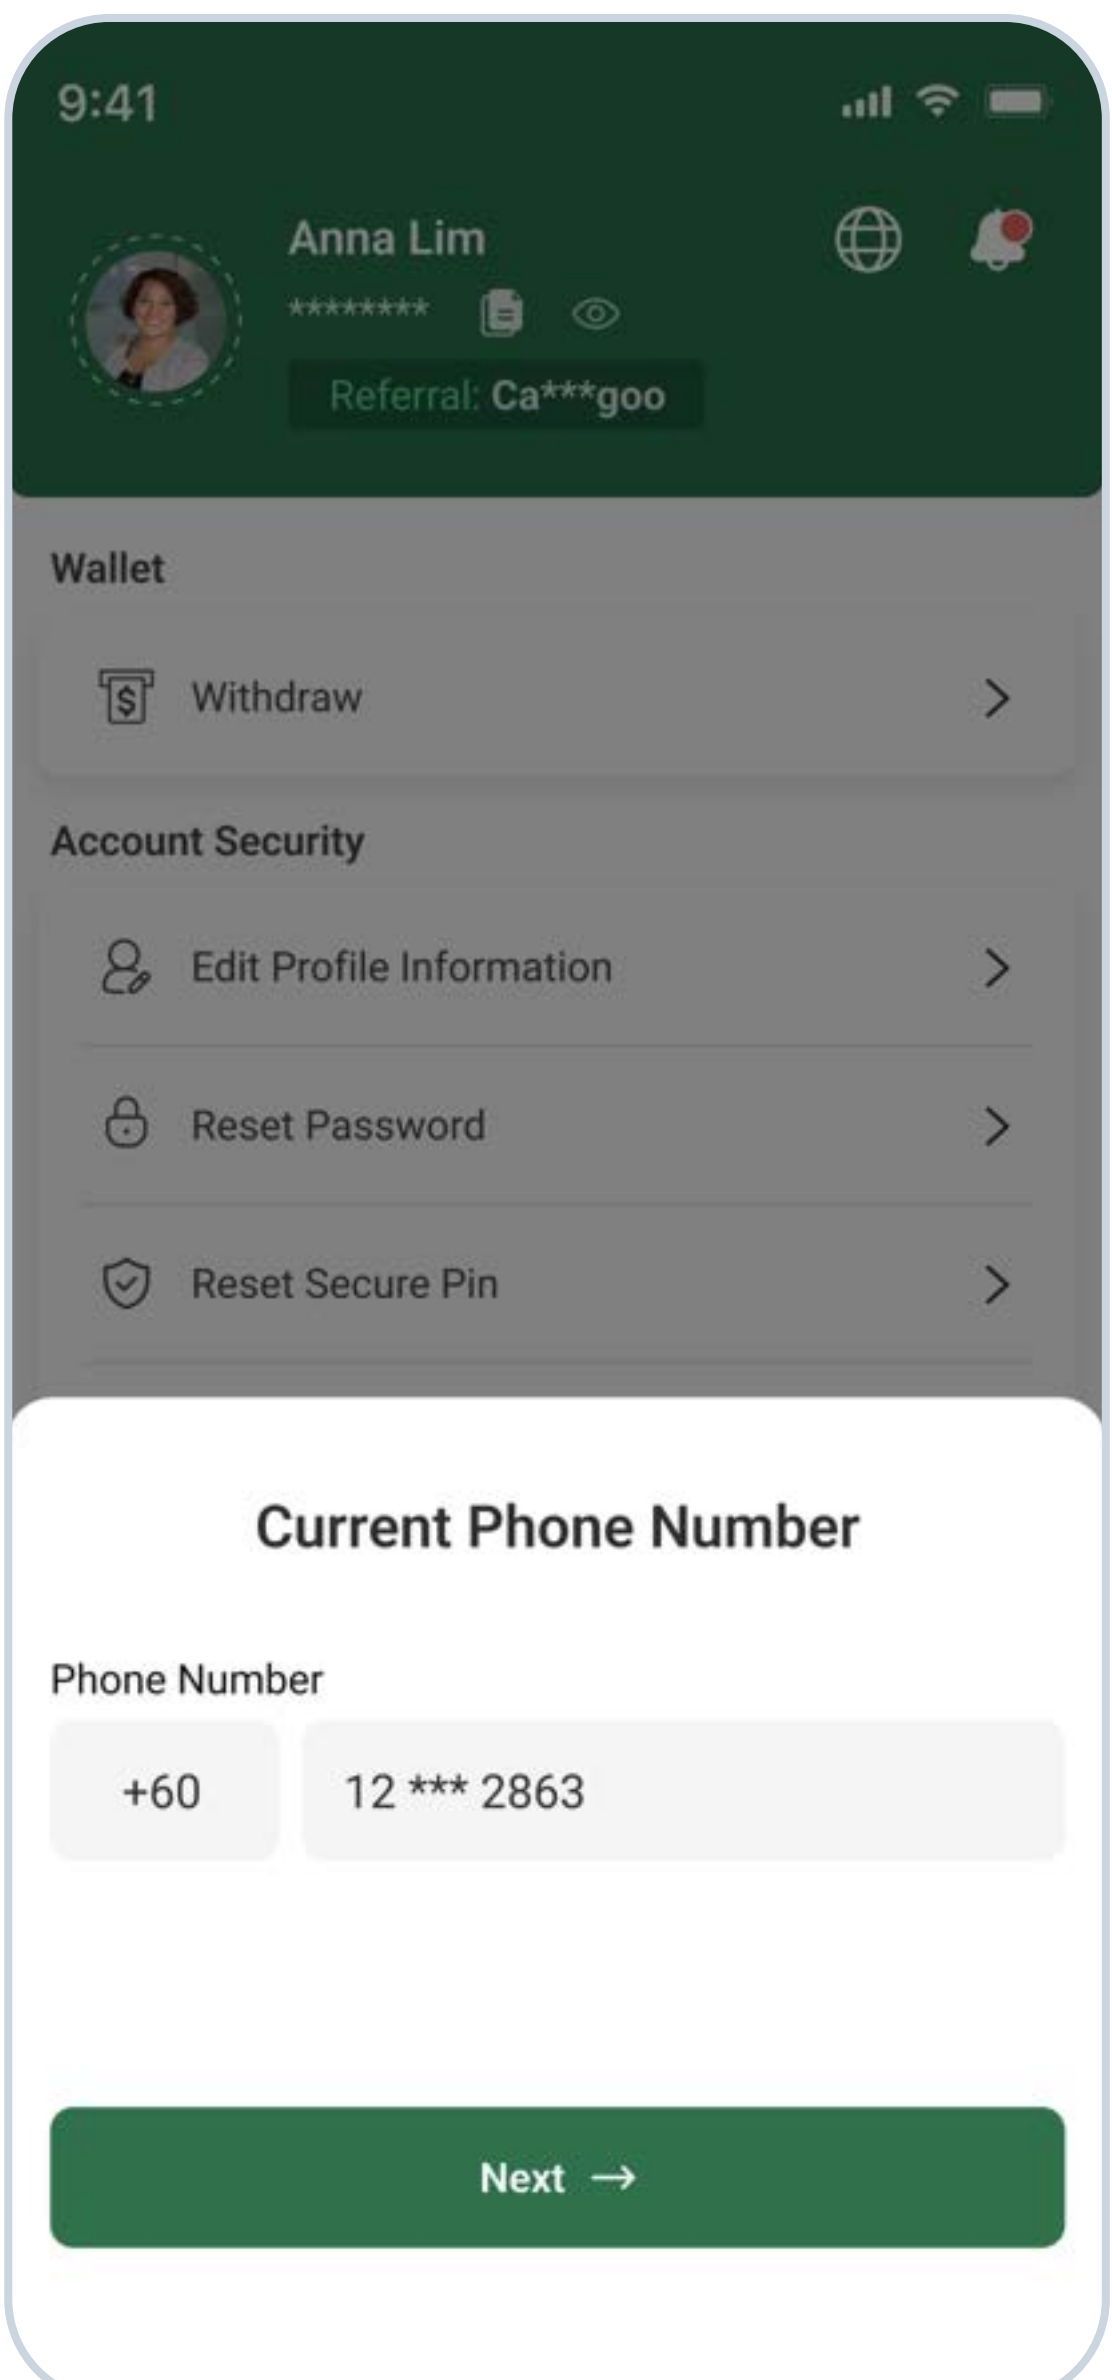 9:41
Anna Lim
********
Referral: Ca***goo
Wallet
Withdraw
Account Security
Edit Profile Information
Reset Password
Reset Secure Pin
Current Phone Number
Phone Number
+60 12 *** 2863
Next →